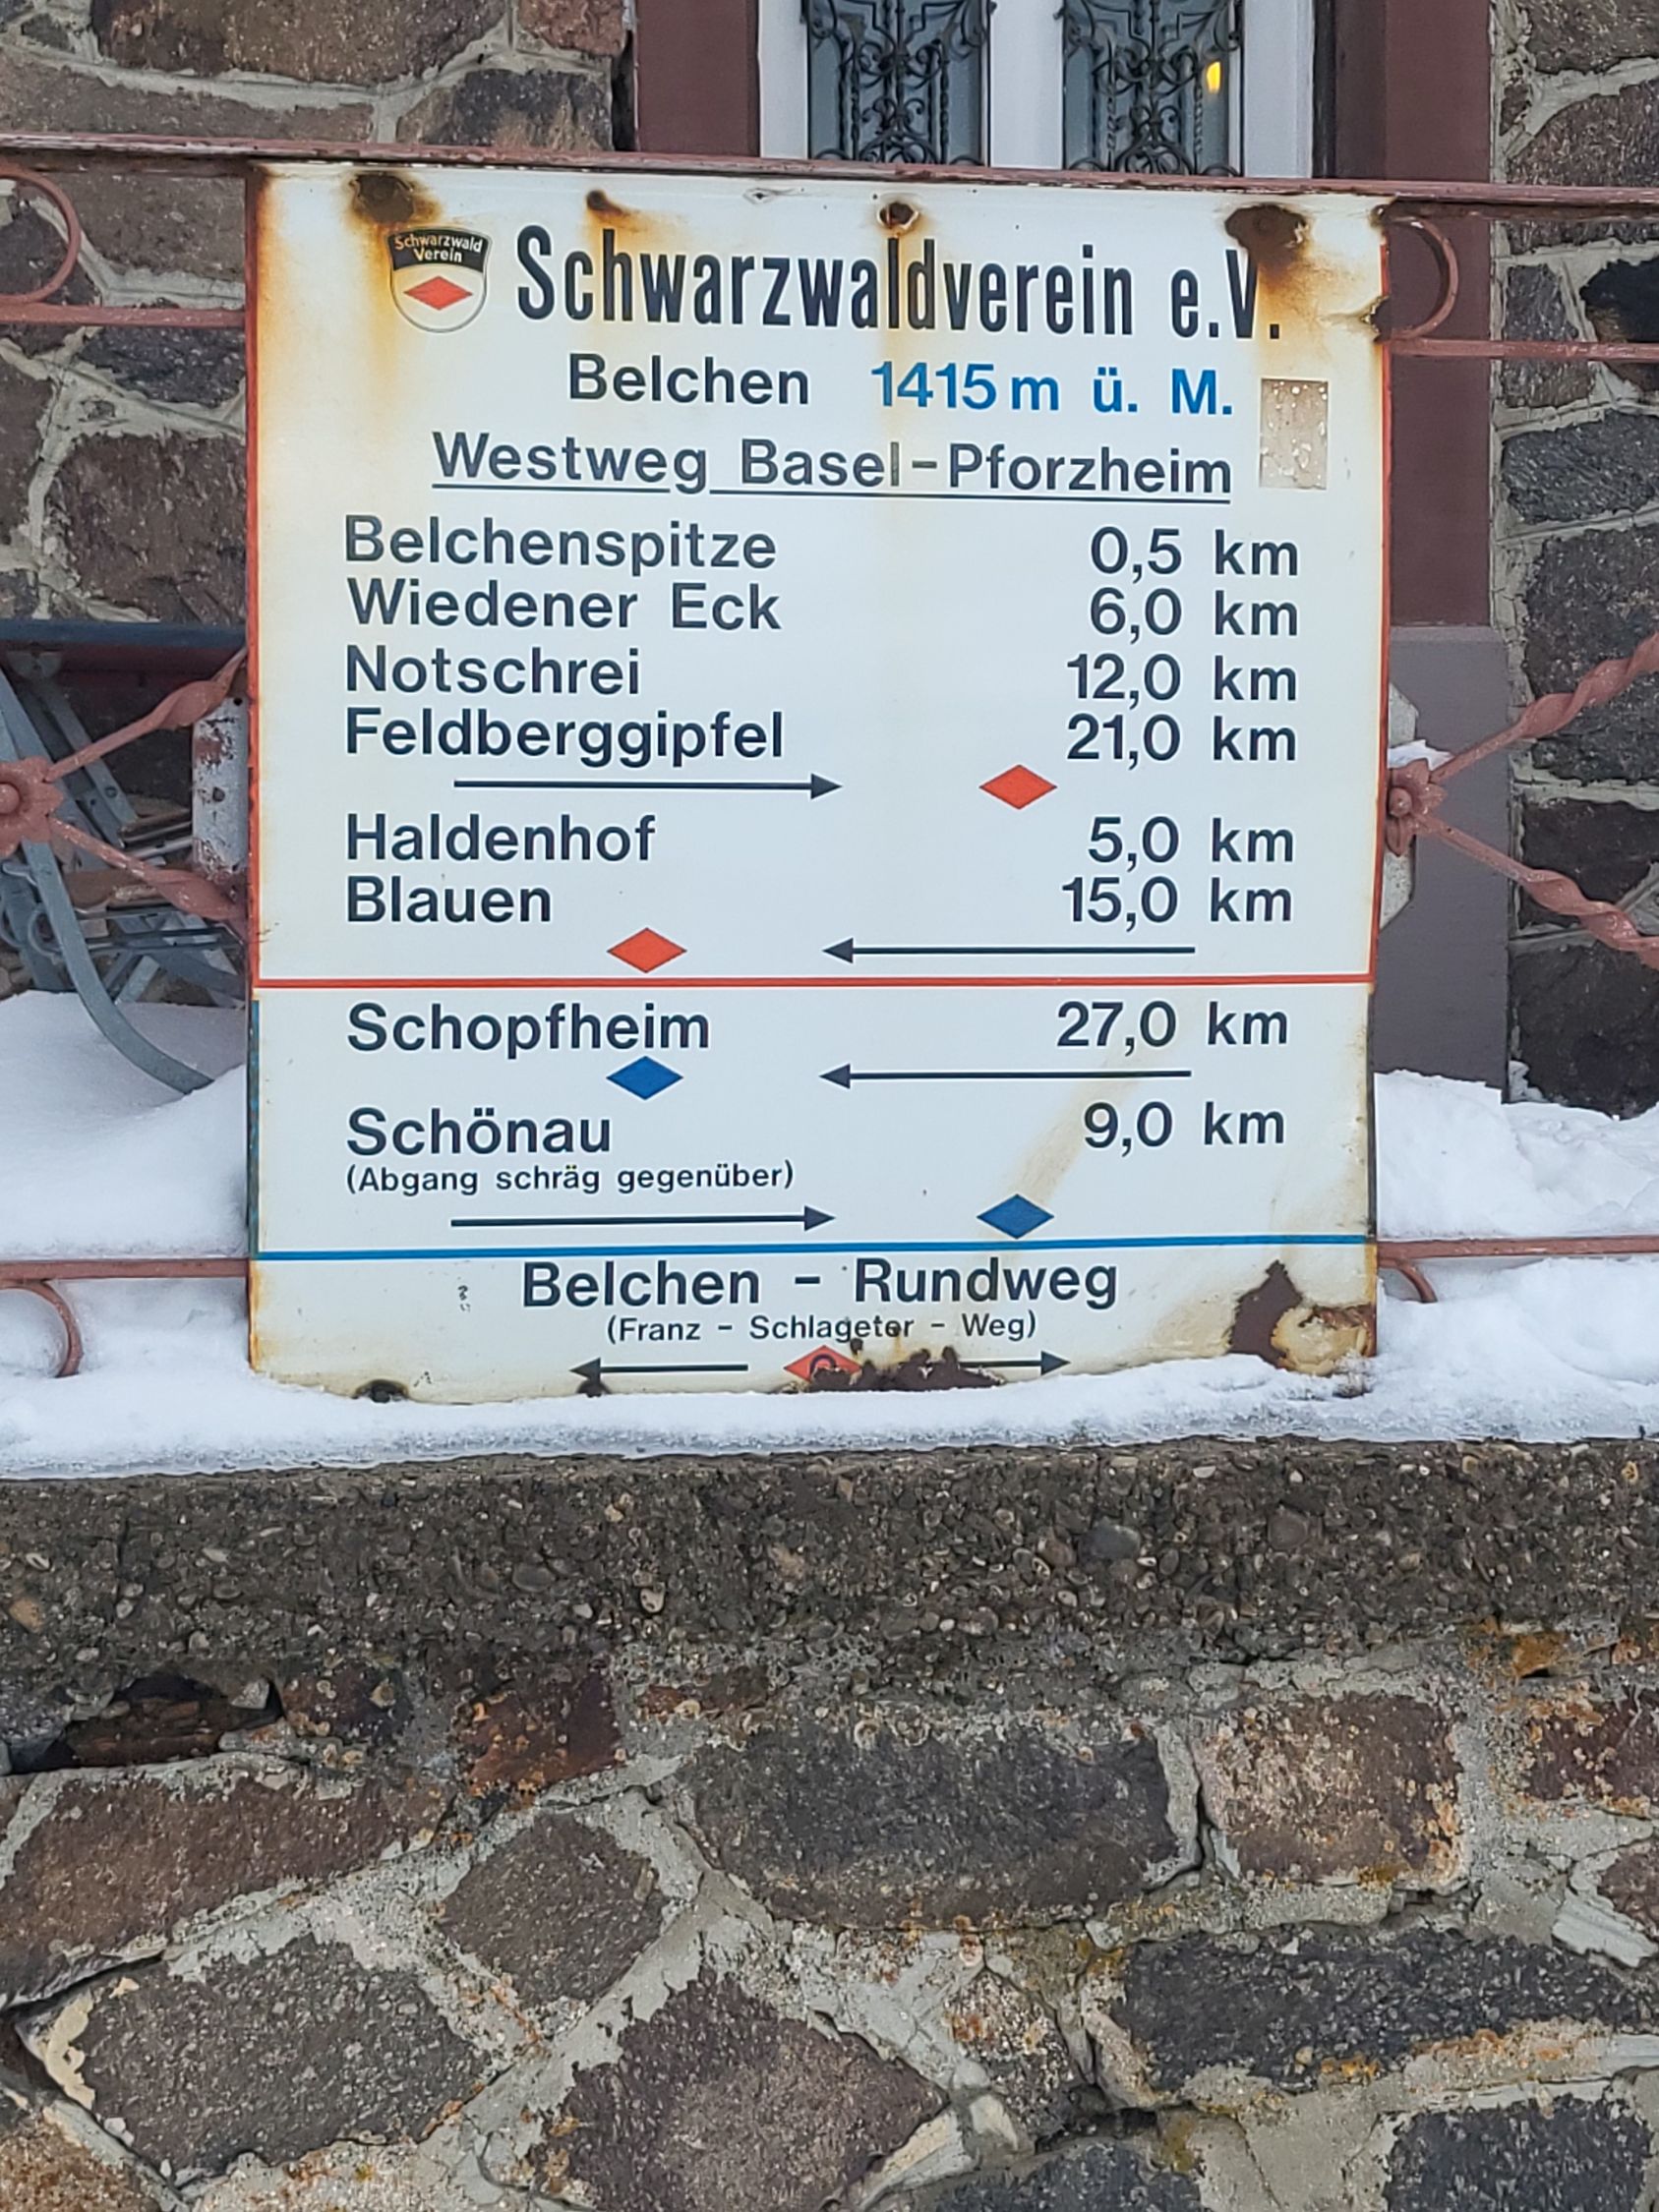 Schwarzwald
Verein
Schwarzwaldverein e.V.
Belchen 1415 m ü. M.
Westweg Basel-Pforzheim
Belchenspitze 0,5 km
Wiedener Eck 6,0 km
Notschrei 12,0 km
Feldberggipfel 21,0 km
Haldenhof 5,0 km
Blauen 15,0 km
Schopfheim 27,0 km
Schönau 9,0 km
(Abgang schräg gegenüber)
Belchen - Rundweg
(Franz - Schlageter - Weg)